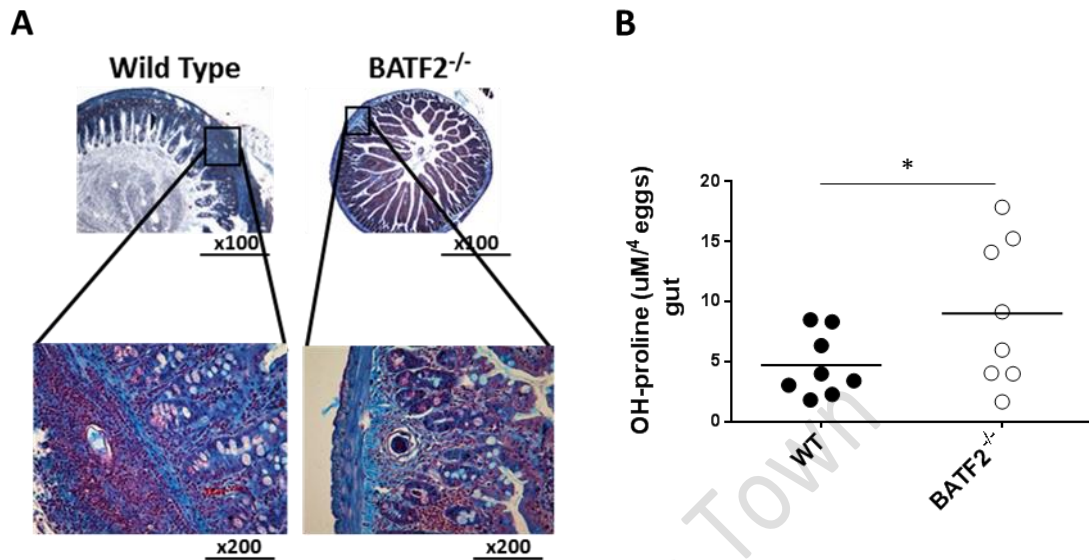 A
Wild Type
BATF2-/-
x100
x100
x200
x200
B
OH-proline (uM/4 eggs)
gut
20
15
10
5
0
*
WT
BATF2-/-
Town